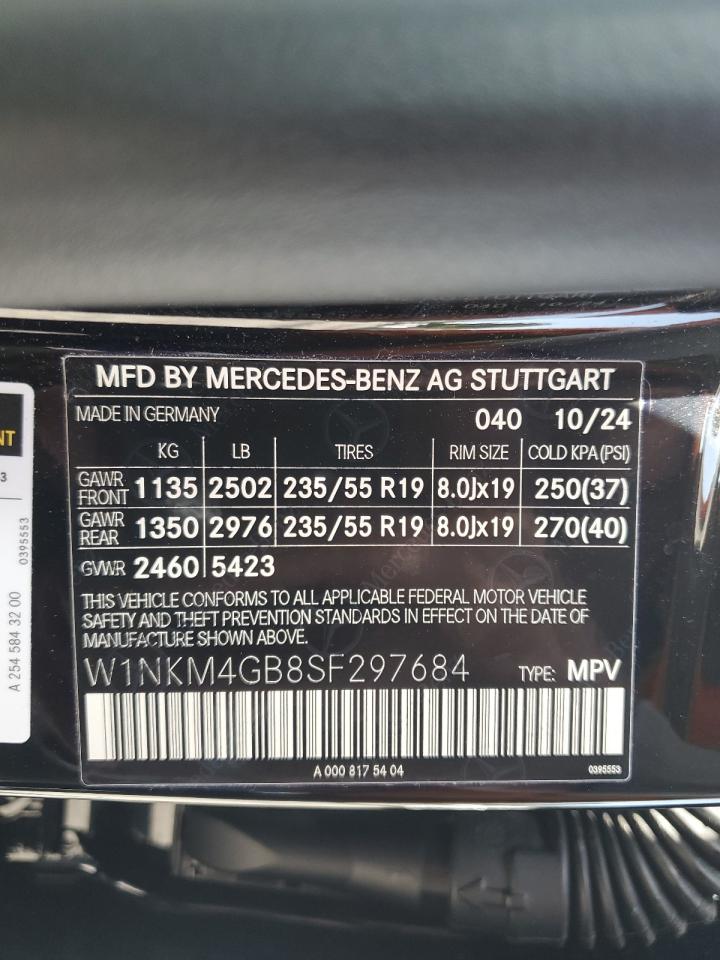 MFD BY MERCEDES-BENZ AG STUTTGART
MADE IN GERMANY 040 10/24
KG LB TIRES RIM SIZE COLD KPA (PSI)
GAWR FRONT 1135 2502 235/55 R19 8.0Jx19 250(37)
GAWR REAR 1350 2976 235/55 R19 8.0Jx19 270(40)
GVWR 2460 5423
THIS VEHICLE CONFORMS TO ALL APPLICABLE FEDERAL MOTOR VEHICLE
SAFETY AND THEFT PREVENTION STANDARDS IN EFFECT ON THE DATE OF
MANUFACTURE SHOWN ABOVE.
W1NKM4GB8SF297684 TYPE: MPV
A 000 817 54 04 0395553
NT
3
0395553
A 254 584 32 00